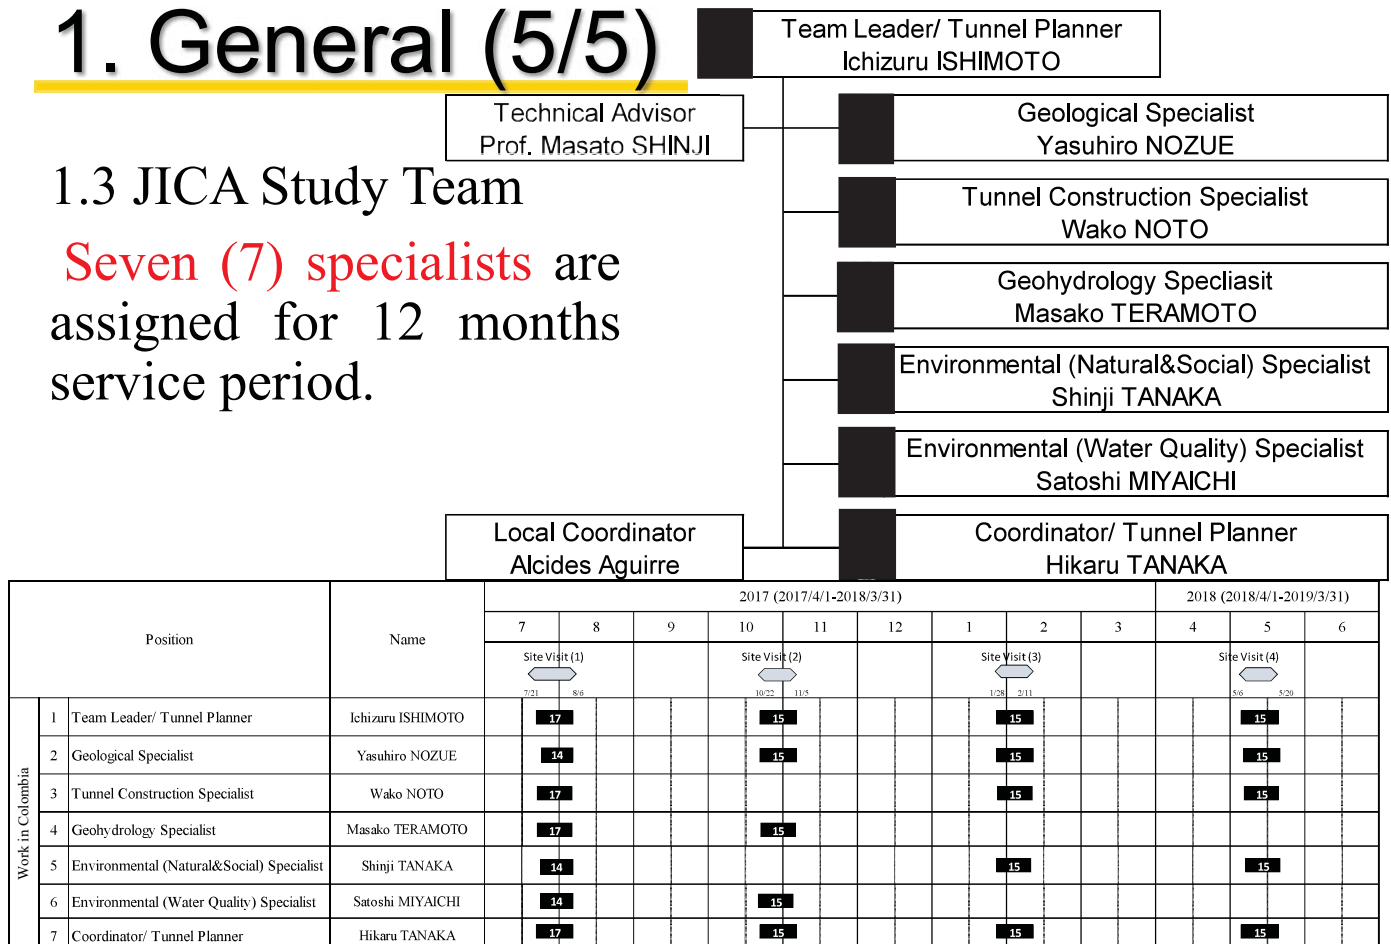 1. General (5/5)
Team Leader/ Tunnel Planner
Ichizuru ISHIMOTO
Technical Advisor
Prof. Masato SHINJI
Geological Specialist
Yasuhiro NOZUE
1.3 JICA Study Team
Seven (7) specialists are
assigned for 12 months
service period.
Tunnel Construction Specialist
Wako NOTO
Geohydrology Specliasit
Masako TERAMOTO
Environmental (Natural&Social) Specialist
Shinji TANAKA
Environmental (Water Quality) Specialist
Satoshi MIYAICHI
Local Coordinator
Alcides Aguirre
Coordinator/ Tunnel Planner
Hikaru TANAKA
Position Name 2017 (2017/4/1-2018/3/31) 2018 (2018/4/1-2019/3/31)
7 8 9 10 11 12 1 2 3 4 5 6
Site Visit (1) Site Visit (2) Site Visit (3) Site Visit (4)
7/21 8/6 10/22 11/5 1/28 2/11 5/6 5/20
Work in Colombia
1 Team Leader/ Tunnel Planner Ichizuru ISHIMOTO 17 15 15 15
2 Geological Specialist Yasuhiro NOZUE 14 15 15 15
3 Tunnel Construction Specialist Wako NOTO 17 15 15
4 Geohydrology Specialist Masako TERAMOTO 17 15
5 Environmental (Natural&Social) Specialist Shinji TANAKA 14 15 15
6 Environmental (Water Quality) Specialist Satoshi MIYAICHI 14 15
7 Coordinator/ Tunnel Planner Hikaru TANAKA 17 15 15 15